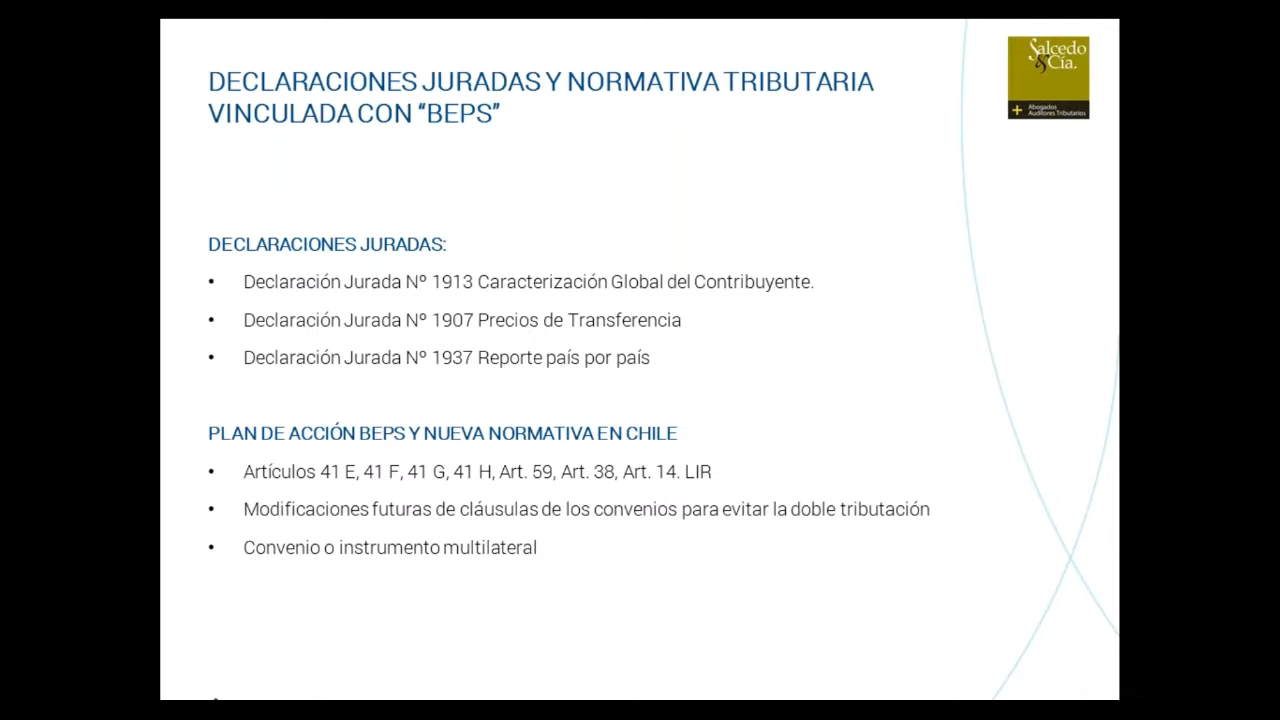 Salcedo
& Cía.
+ Abogados
Auditores Tributarios
DECLARACIONES JURADAS Y NORMATIVA TRIBUTARIA
VINCULADA CON “BEPS”
DECLARACIONES JURADAS:
• Declaración Jurada Nº 1913 Caracterización Global del Contribuyente.
• Declaración Jurada Nº 1907 Precios de Transferencia
• Declaración Jurada Nº 1937 Reporte país por país
PLAN DE ACCIÓN BEPS Y NUEVA NORMATIVA EN CHILE
• Artículos 41 E, 41 F, 41 G, 41 H, Art. 59, Art. 38, Art. 14. LIR
• Modificaciones futuras de cláusulas de los convenios para evitar la doble tributación
• Convenio o instrumento multilateral